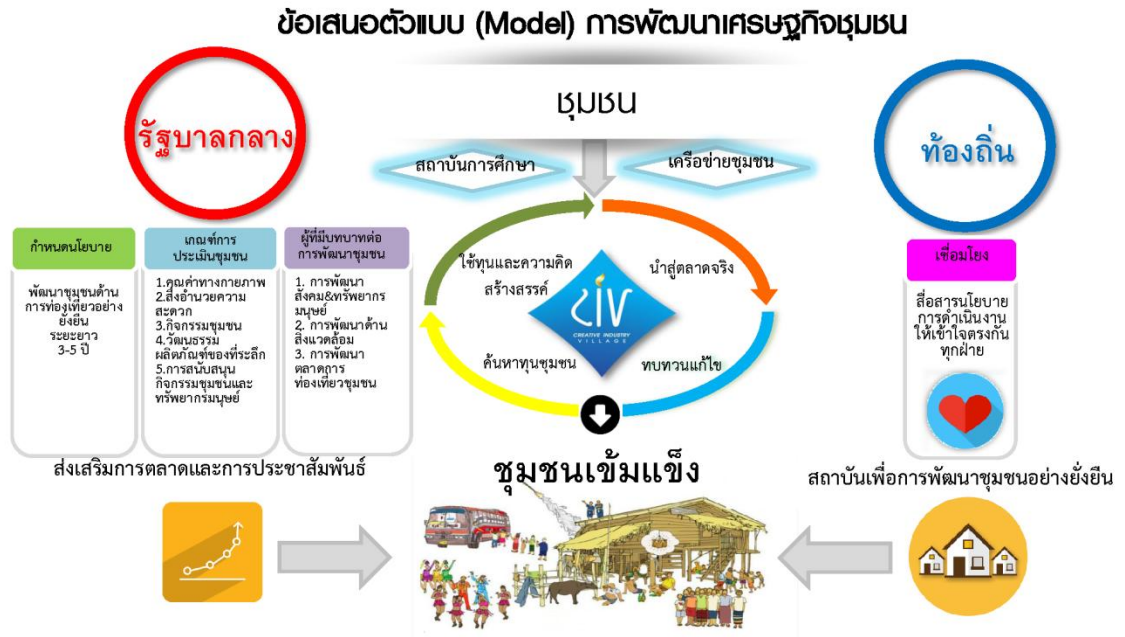 ข้อเสนอตัวแบบ (Model) การพัฒนาเศรษฐกิจชุมชน
ชุมชน
รัฐบาลกลาง
ท้องถิ่น
สถาบันการศึกษา
เครือข่ายชุมชน
กำหนดนโยบาย
พัฒนาชุมชนด้าน
การท่องเที่ยวอย่าง
ยั่งยืน
ระยะยาว
3-5 ปี
เกณฑ์การ
ประเมินชุมชน
1.คุณค่าทางกายภาพ
2.สิ่งอำนวยความ
สะดวก
3.กิจกรรมชุมชน
4.วัฒนธรรม
ผลิตภัณฑ์ของที่ระลึก
5.การสนับสนุน
กิจกรรมชุมชนและ
ทรัพยากรมนุษย์
ผู้ที่มีบทบาทต่อ
การพัฒนาชุมชน
1. การพัฒนา
สังคม&ทรัพยากร
มนุษย์
2. การพัฒนาด้าน
สิ่งแวดล้อม
3. การพัฒนา
ตลาดการ
ท่องเที่ยวชุมชน
ใช้ทุนและความคิด
สร้างสรรค์
นำสู่ตลาดจริง
CIV
CREATIVE INDUSTRY
VILLAGE
ค้นหาทุนชุมชน
ทบทวนแก้ไข
เชื่อมโยง
สื่อสารนโยบาย
การดำเนินงาน
ให้เข้าใจตรงกัน
ทุกฝ่าย
ส่งเสริมการตลาดและการประชาสัมพันธ์
ชุมชนเข้มแข็ง
สถาบันเพื่อการพัฒนาชุมชนอย่างยั่งยืน